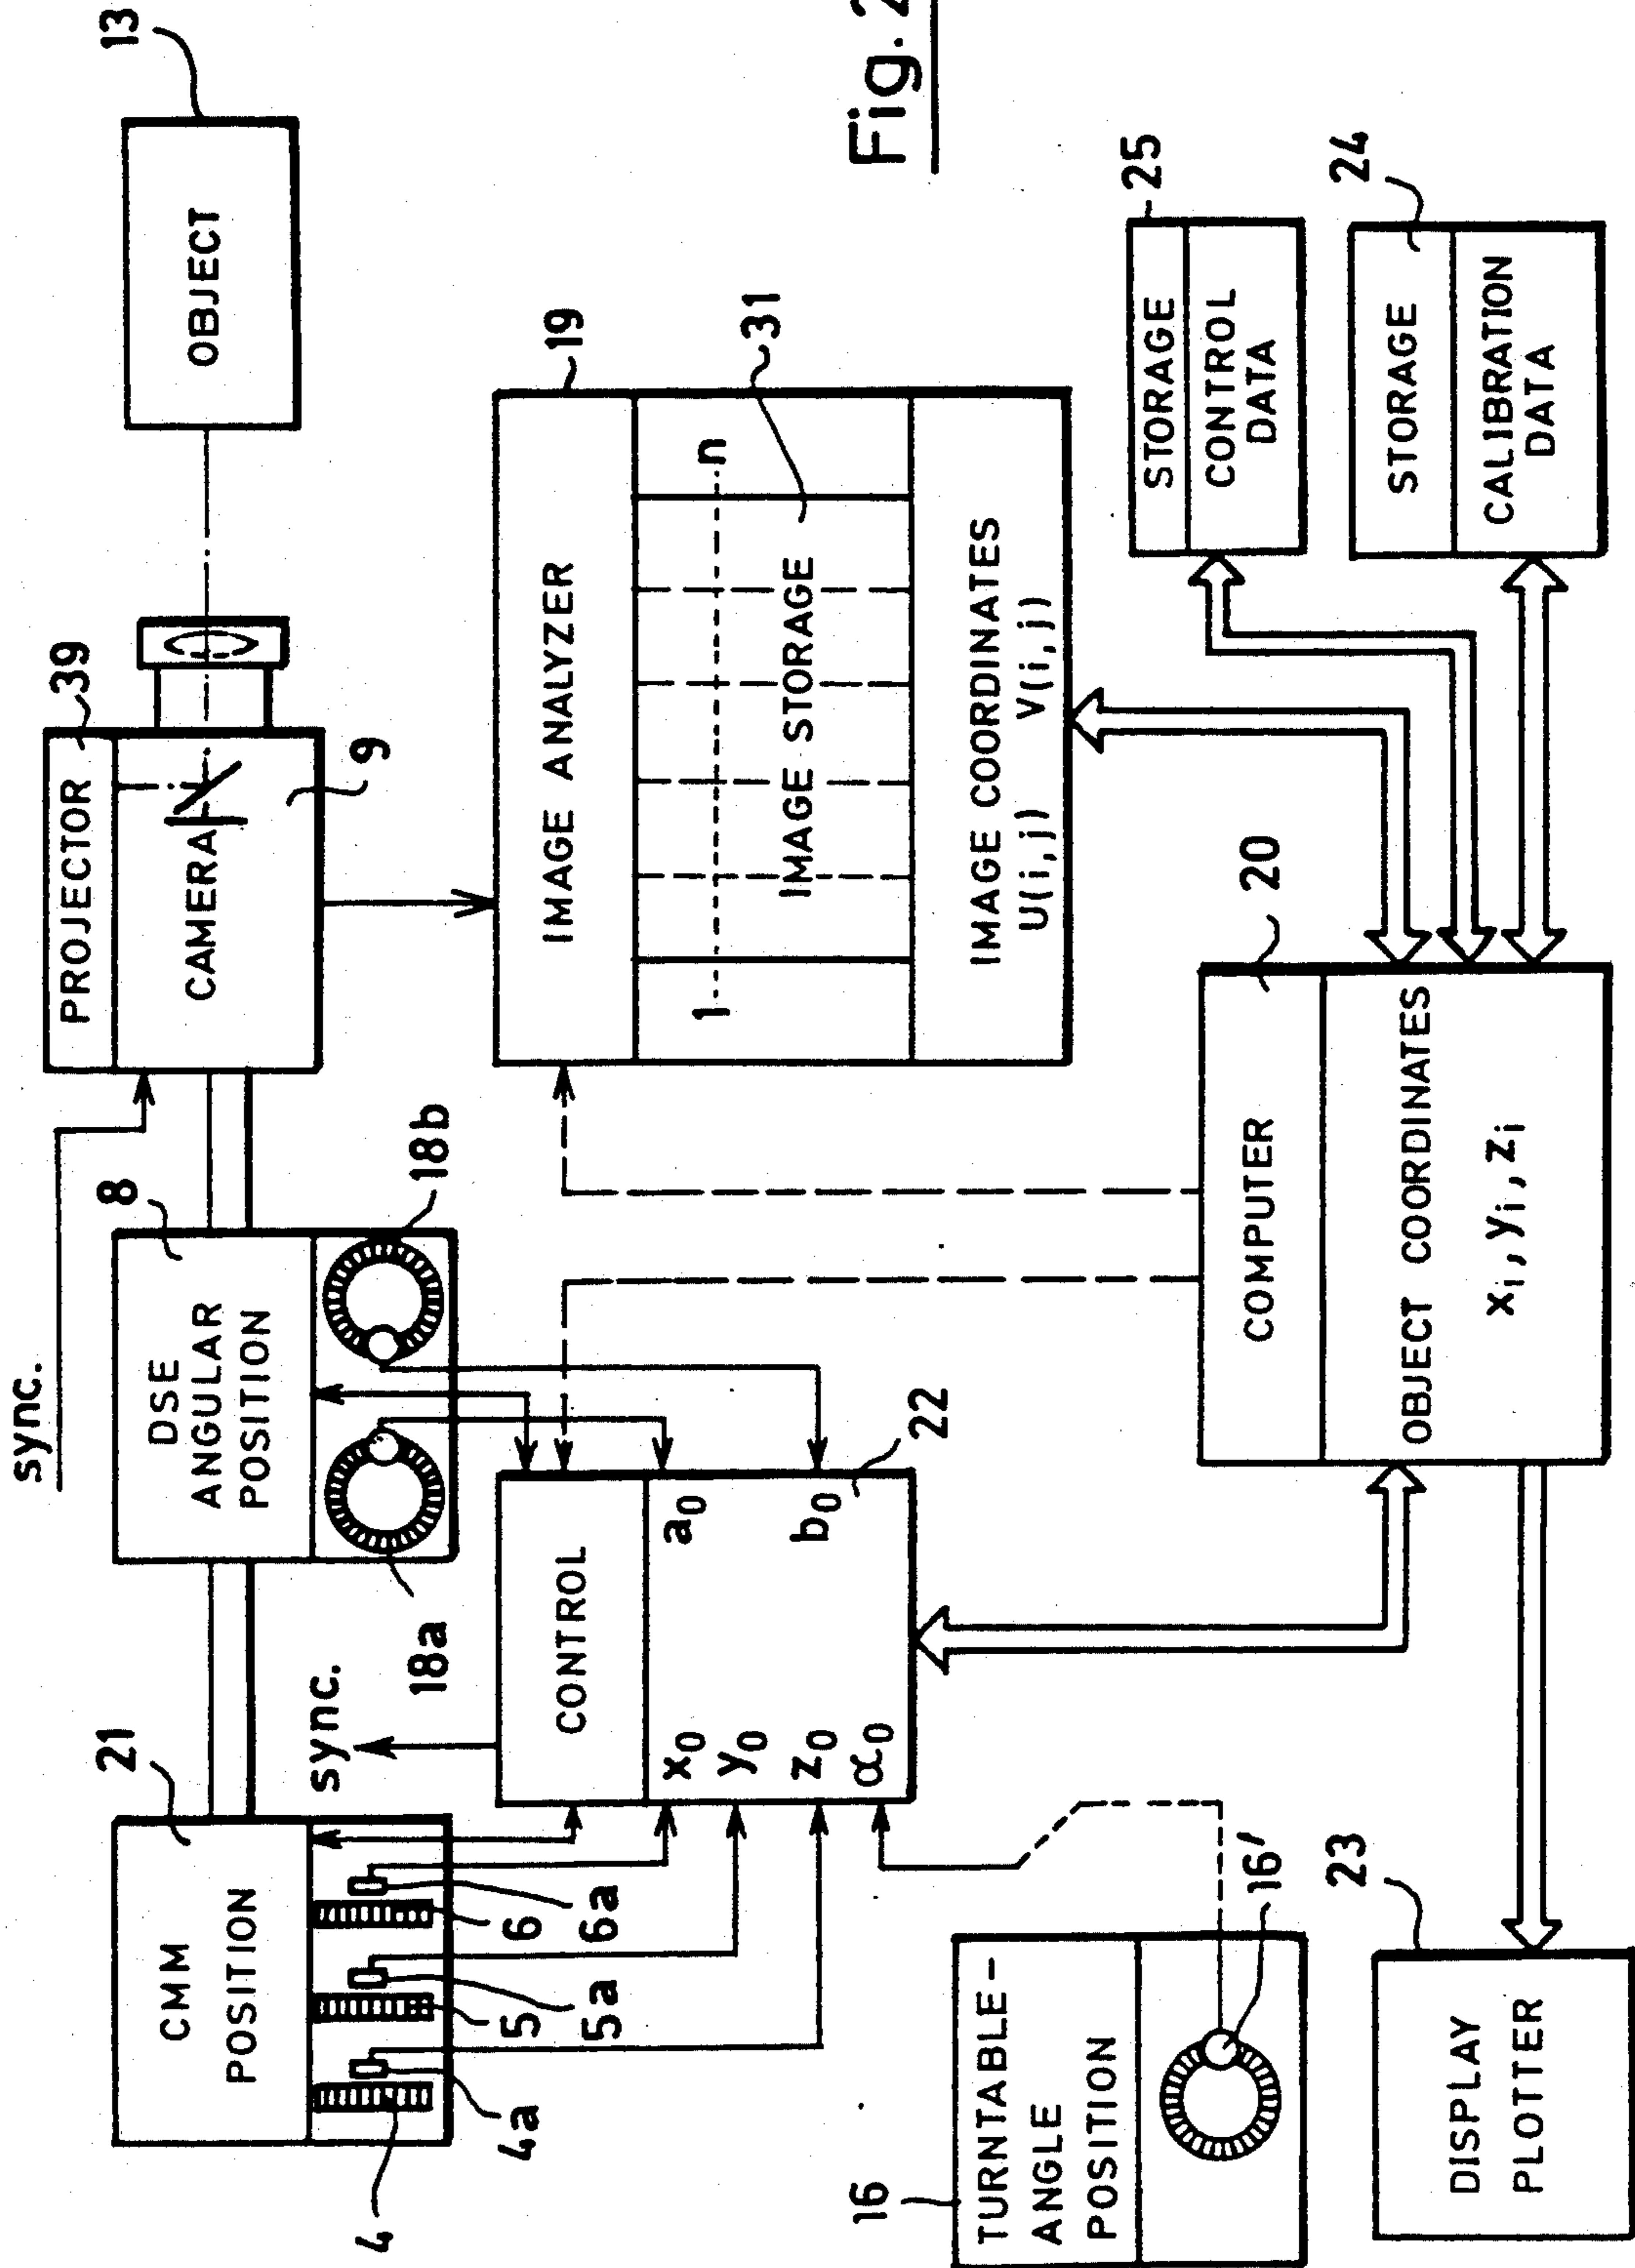 21
CMM
POSITION
4
4a
5
5a
6
6a
8
DSE
ANGULAR
POSITION
18a
18b
sync.
39
PROJECTOR
CAMERA
9
13
OBJECT
sync.
CONTROL
x₀
y₀
z₀
α₀
a₀
b₀
22
19
IMAGE ANALYZER
1
n
IMAGE STORAGE
31
IMAGE COORDINATES
U(i,j) V(i,j)
Fig. 2
16
TURNTABLE-
ANGLE
POSITION
16'
20
COMPUTER
OBJECT COORDINATES
xᵢ, yᵢ, zᵢ
25
STORAGE
CONTROL
DATA
24
STORAGE
CALIBRATION
DATA
23
DISPLAY
PLOTTER